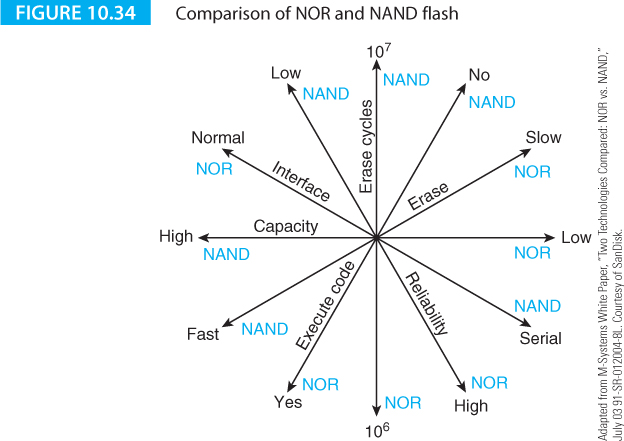 FIGURE 10.34 Comparison of NOR and NAND flash
10⁷
NAND
Low
NAND
No
NAND
Normal
NOR
Slow
NOR
Erase cycles
Interface
Erase
Capacity
High
NAND
Low
NOR
Execute code
Reliability
Fast
NAND
NAND
Serial
Yes
NOR
NOR
10⁶
NOR
High
Adapted from M-Systems White Paper, "Two Technologies Compared: NOR vs. NAND,"
July 03 91-SR-012004-8L. Courtesy of SanDisk.